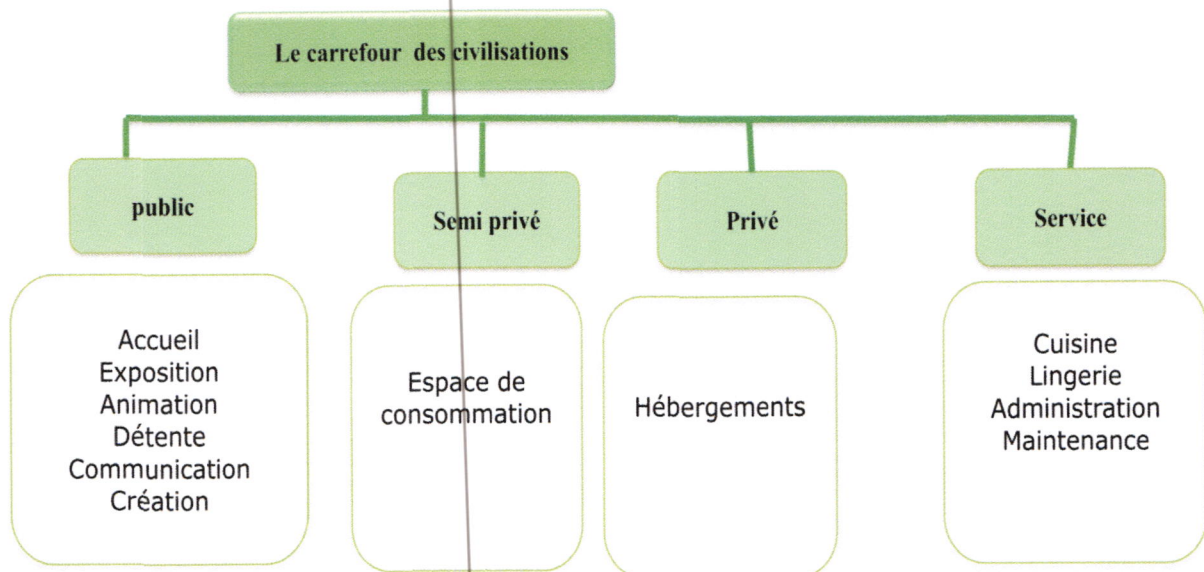 Le carrefour des civilisations
public
Semi privé
Privé
Service
Accueil
Exposition
Animation
Détente
Communication
Création
Espace de
consommation
Hébergements
Cuisine
Lingerie
Administration
Maintenance